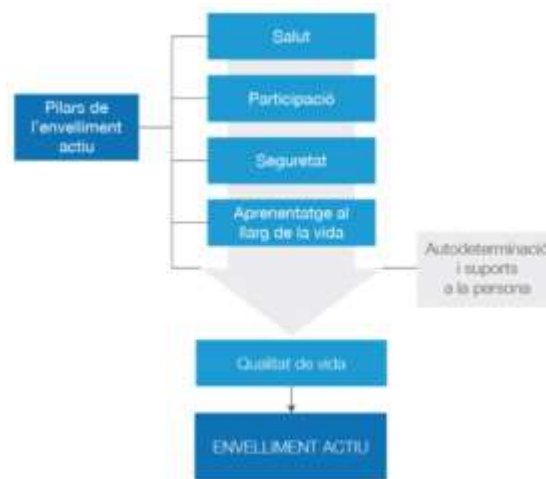 Salut
Participació
Pilars de
l'envelliment
actiu
Seguretat
Aprenentatge al
llarg de la vida
Autodeterminació
i suports
a la persona
Qualitat de vida
ENVELLIMENT ACTIU